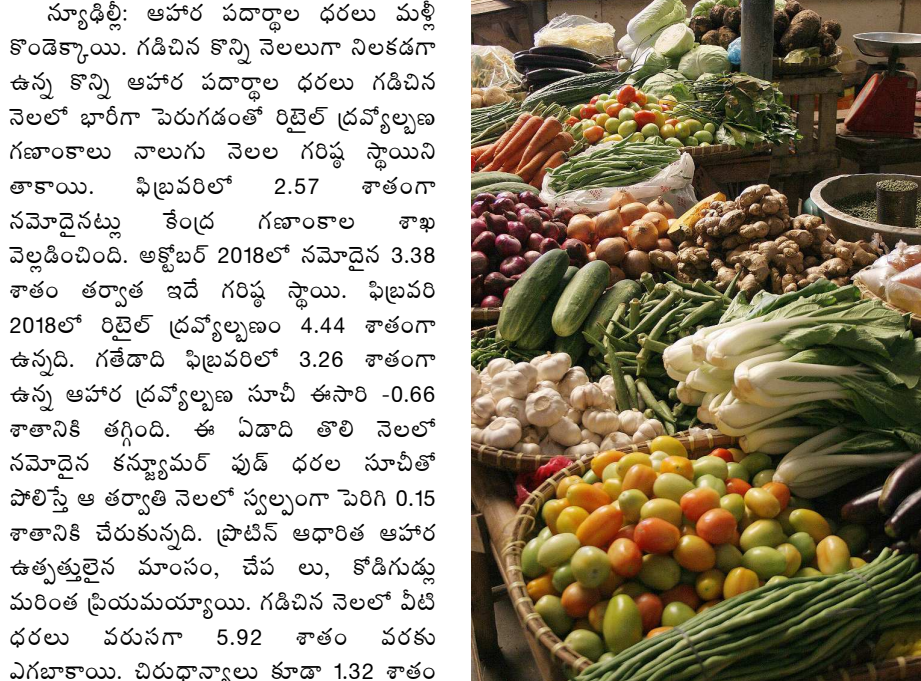 న్యూఢిల్లీ: ఆహార పదార్థాల ధరలు మళ్లీ
కొండెక్కాయి. గడిచిన కొన్ని నెలలుగా నిలకడగా
ఉన్న కొన్ని ఆహార పదార్థాల ధరలు గడిచిన
నెలలో భారీగా పెరుగడంతో రిటైల్ ద్రవ్యోల్బణ
గణాంకాలు నాలుగు నెలల గరిష్ఠ స్థాయిని
తాకాయి. ఫిబ్రవరిలో 2.57 శాతంగా
నమోదైనట్లు కేంద్ర గణాంకాల శాఖ
వెల్లడించింది. అక్టోబర్ 2018లో నమోదైన 3.38
శాతం తర్వాత ఇదే గరిష్ఠ స్థాయి. ఫిబ్రవరి
2018లో రిటైల్ ద్రవ్యోల్బణం 4.44 శాతంగా
ఉన్నది. గతేడాది ఫిబ్రవరిలో 3.26 శాతంగా
ఉన్న ఆహార ద్రవ్యోల్బణ సూచీ ఈసారి -0.66
శాతానికి తగ్గింది. ఈ ఏడాది తొలి నెలలో
నమోదైన కన్జ్యూమర్ ఫుడ్ ధరల సూచీతో
పోలిస్తే ఆ తర్వాతి నెలలో స్వల్పంగా పెరిగి 0.15
శాతానికి చేరుకున్నది. ప్రొటిన్ ఆధారిత ఆహార
ఉత్పత్తులైన మాంసం, చేప లు, కోడిగుడ్లు
మరింత ప్రియమయ్యాయి. గడిచిన నెలలో వీటి
ధరలు వరుసగా 5.92 శాతం వరకు
ఎగబాకాయి. చిరుధాన్యాలు కూడా 1.32 శాతం